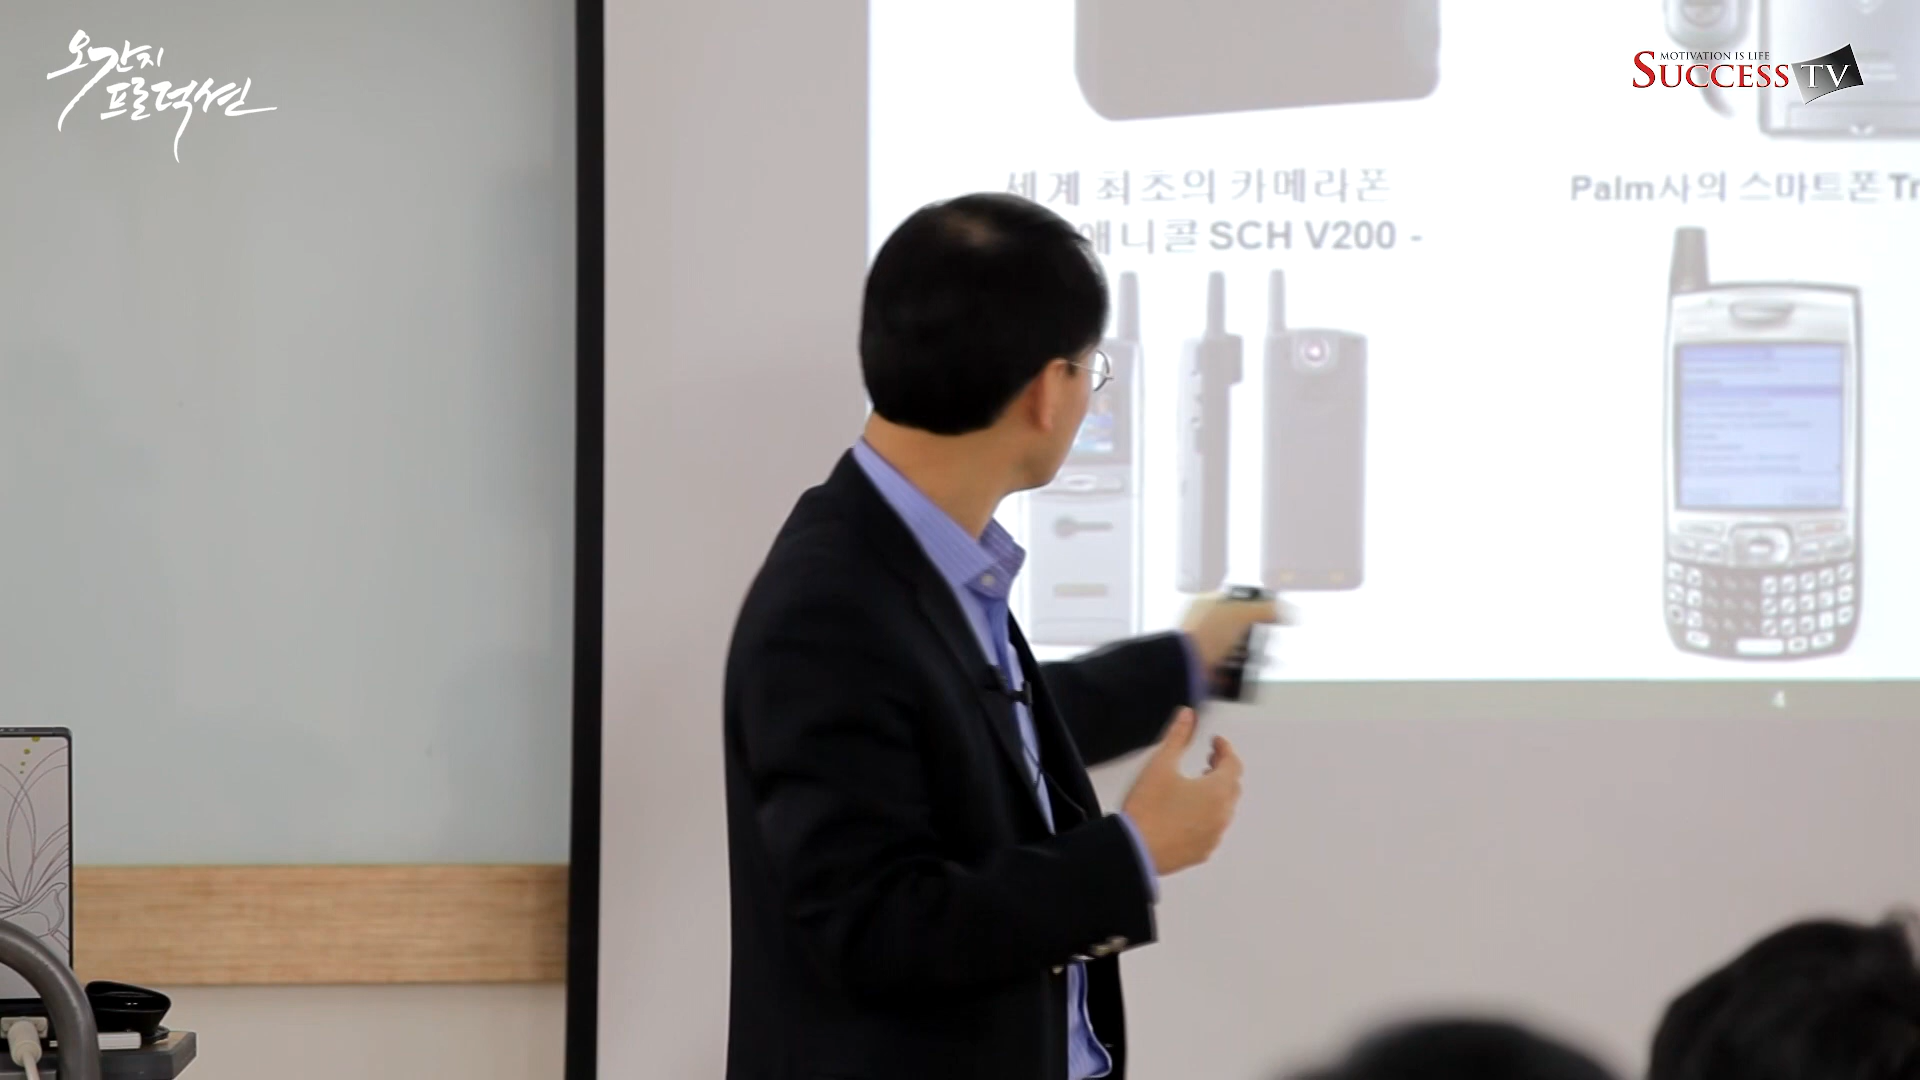 오간지
프로덕션
MOTIVATION IS LIFE
SUCCESS TV
세계 최초의 카메라폰
애니콜 SCH V200 -
Palm사의 스마트폰
4